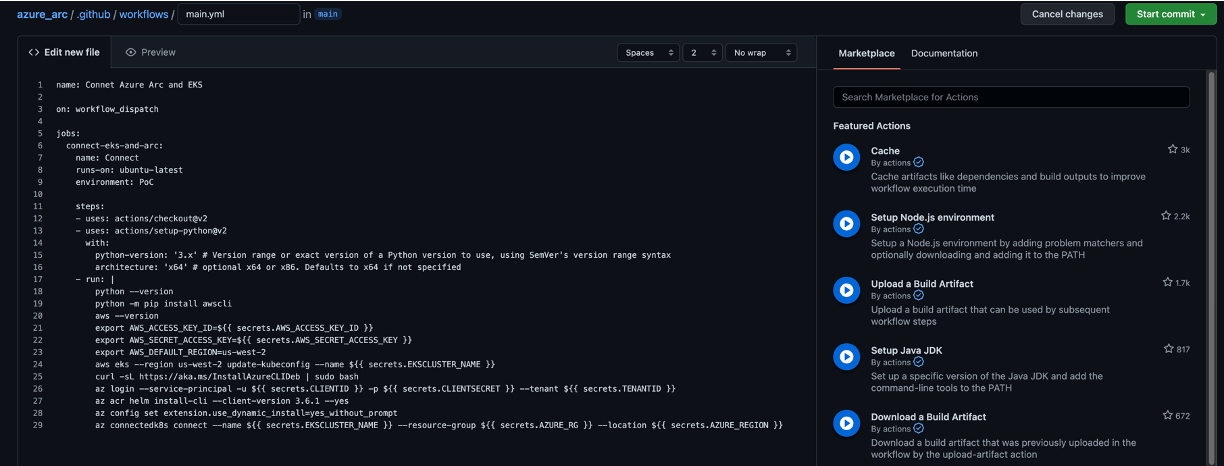 azure_arc / .github / workflows / main.yml in main
Cancel changes
Start commit
Edit new file
Preview
Spaces
2
No wrap
1 name: Connet Azure Arc and EKS
2
3 on: workflow_dispatch
4
5 jobs:
6 connect-eks-and-arc:
7 name: Connect
8 runs-on: ubuntu-latest
9 environment: PoC
10
11 steps:
12 - uses: actions/checkout@v2
13 - uses: actions/setup-python@v2
14 with:
15 python-version: '3.x' # Version range or exact version of a Python version to use, using SemVer's version range syntax
16 architecture: 'x64' # optional x64 or x86. Defaults to x64 if not specified
17 - run: |
18 python --version
19 python -m pip install awscli
20 aws --version
21 export AWS_ACCESS_KEY_ID=${{ secrets.AWS_ACCESS_KEY_ID }}
22 export AWS_SECRET_ACCESS_KEY=${{ secrets.AWS_SECRET_ACCESS_KEY }}
23 export AWS_DEFAULT_REGION=us-west-2
24 aws eks --region us-west-2 update-kubeconfig --name ${{ secrets.EKSCLUSTER_NAME }}
25 curl -sL https://aka.ms/InstallAzureCLIDeb | sudo bash
26 az login --service-principal -u ${{ secrets.CLIENTID }} -p ${{ secrets.CLIENTSECRET }} --tenant ${{ secrets.TENANTID }}
27 az acr helm install-cli --client-version 3.6.1 --yes
28 az config set extension.use_dynamic_install=yes_without_prompt
29 az connectedk8s connect --name ${{ secrets.EKSCLUSTER_NAME }} --resource-group ${{ secrets.AZURE_RG }} --location ${{ secrets.AZURE_REGION }}
Marketplace
Documentation
Search Marketplace for Actions
Featured Actions
Cache
3k
By actions
Cache artifacts like dependencies and build outputs to improve
workflow execution time
Setup Node.js environment
2.2k
By actions
Setup a Node.js environment by adding problem matchers and
optionally downloading and adding it to the PATH
Upload a Build Artifact
1.7k
By actions
Upload a build artifact that can be used by subsequent
workflow steps
Setup Java JDK
817
By actions
Set up a specific version of the Java JDK and add the
command-line tools to the PATH
Download a Build Artifact
672
By actions
Download a build artifact that was previously uploaded in the
workflow by the upload-artifact action